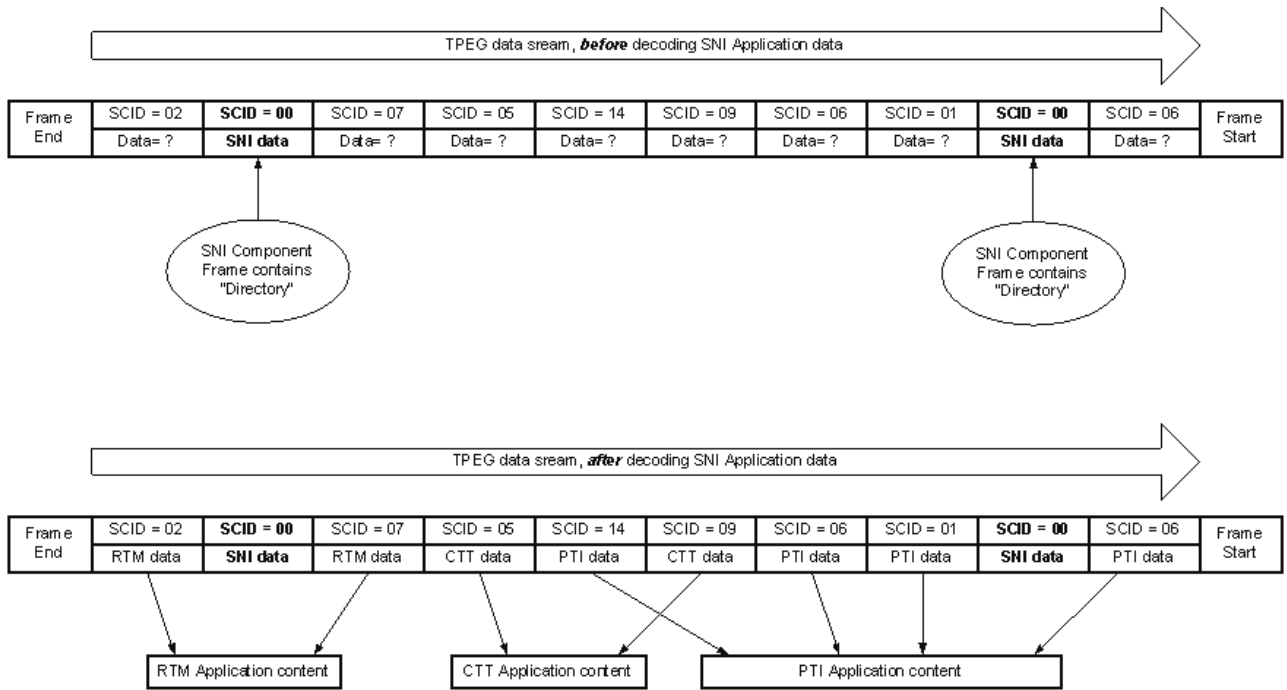 TPEG data sream, before decoding SNI Application data
Frame End SCID = 02 SCID = 00 SCID = 07 SCID = 05 SCID = 14 SCID = 09 SCID = 06 SCID = 01 SCID = 00 SCID = 06 Frame Start
Data= ? SNI data Data= ? Data= ? Data= ? Data= ? Data= ? Data= ? SNI data Data= ?
SNI Component
Frame contains
"Directory"
SNI Component
Frame contains
"Directory"
TPEG data sream, after decoding SNI Application data
Frame End SCID = 02 SCID = 00 SCID = 07 SCID = 05 SCID = 14 SCID = 09 SCID = 06 SCID = 01 SCID = 00 SCID = 06 Frame Start
RTM data SNI data RTM data CTT data PTI data CTT data PTI data PTI data SNI data PTI data
RTM Application content CTT Application content PTI Application content